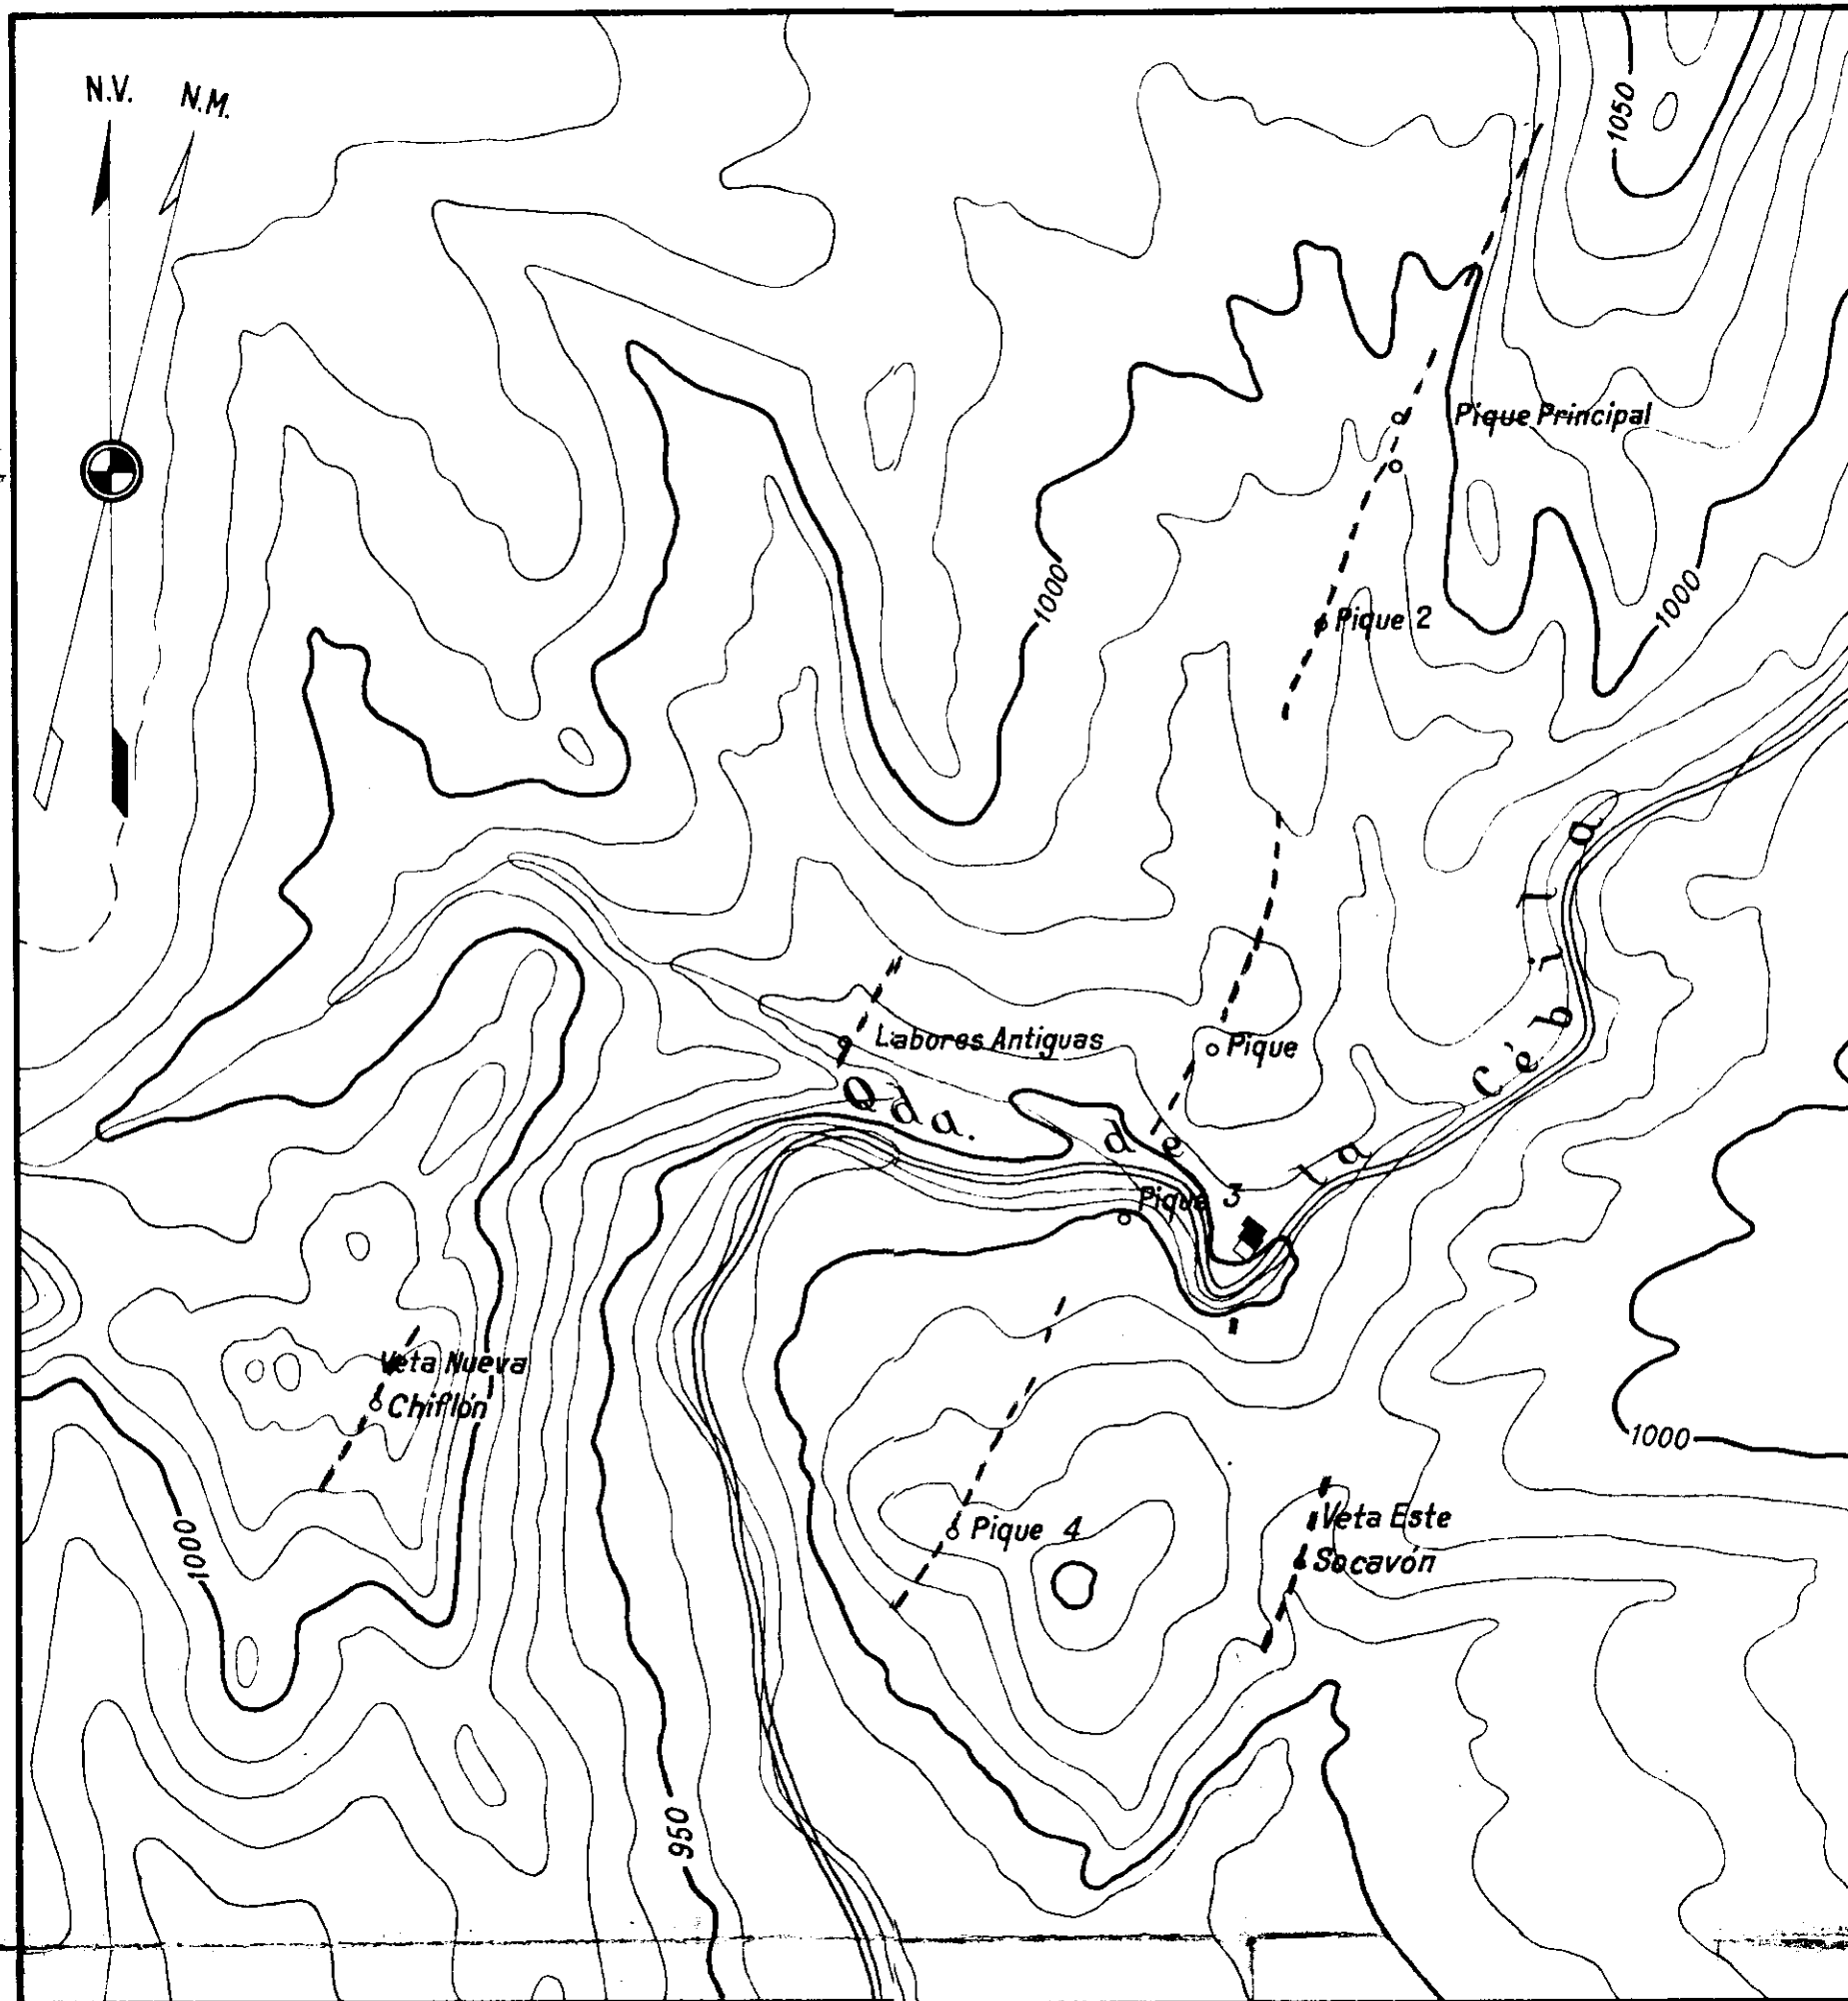 N.V. N.M.
1050
Pique Principal
1000
1000
Pique 2
Labores Antiguas
Pique
Qda. de la Cébila
Pique 3
Veta Nueva
Chiflón
1000
1000
Pique 4
Veta Este
Socavón
950